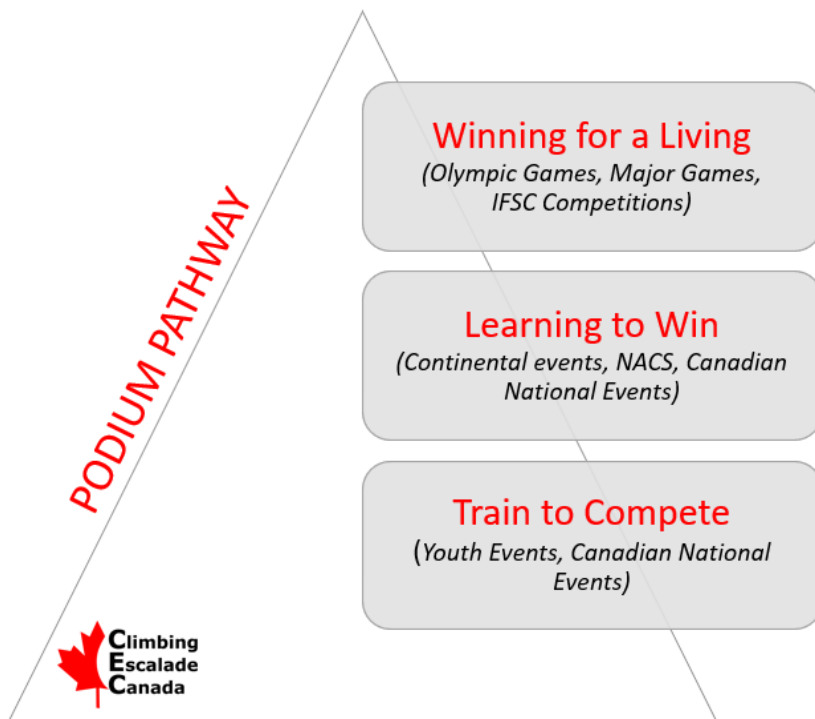 PODIUM PATHWAY
Winning for a Living
(Olympic Games, Major Games,
IFSC Competitions)
Learning to Win
(Continental events, NACS, Canadian
National Events)
Train to Compete
(Youth Events, Canadian National
Events)
Climbing
Escalade
Canada